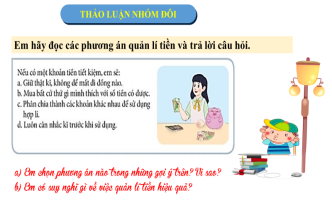 THẢO LUẬN NHÓM ĐÔI
Em hãy đọc các phương án quản lí tiền và trả lời câu hỏi.
Nếu có một khoản tiền tiết kiệm, em sẽ:
a. Giữ thật kĩ, không để mất đi đồng nào.
b. Mua bất cứ thứ gì mình thích với số tiền có được.
c. Phân chia thành các khoản khác nhau để sử dụng
hợp lí.
d. Luôn cân nhắc kĩ trước khi sử dụng.
a) Em chọn phương án nào trong những gợi ý trên? Vì sao?
b) Em có suy nghĩ gì về việc quản lí tiền hiệu quả?